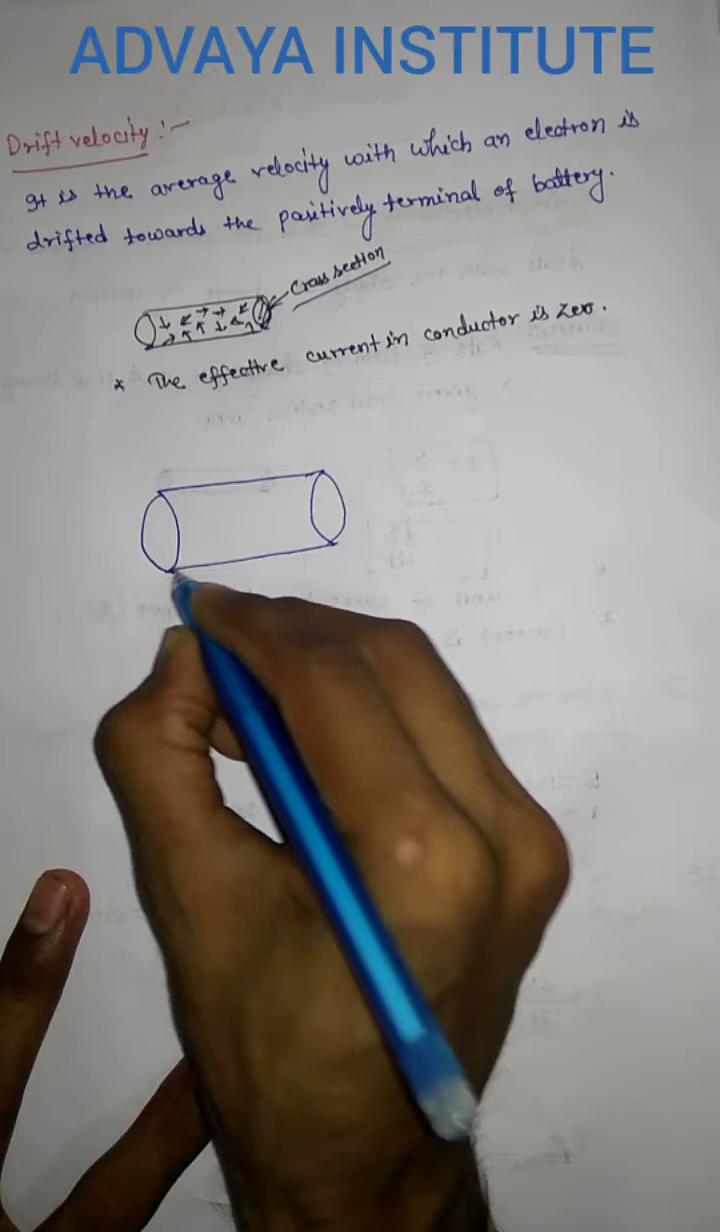 ADVAYA INSTITUTE
Drift velocity :-
It is the average velocity with which an electron is
drifted towards the positively terminal of battery.
Cross section
* The effective current in conductor is zero.